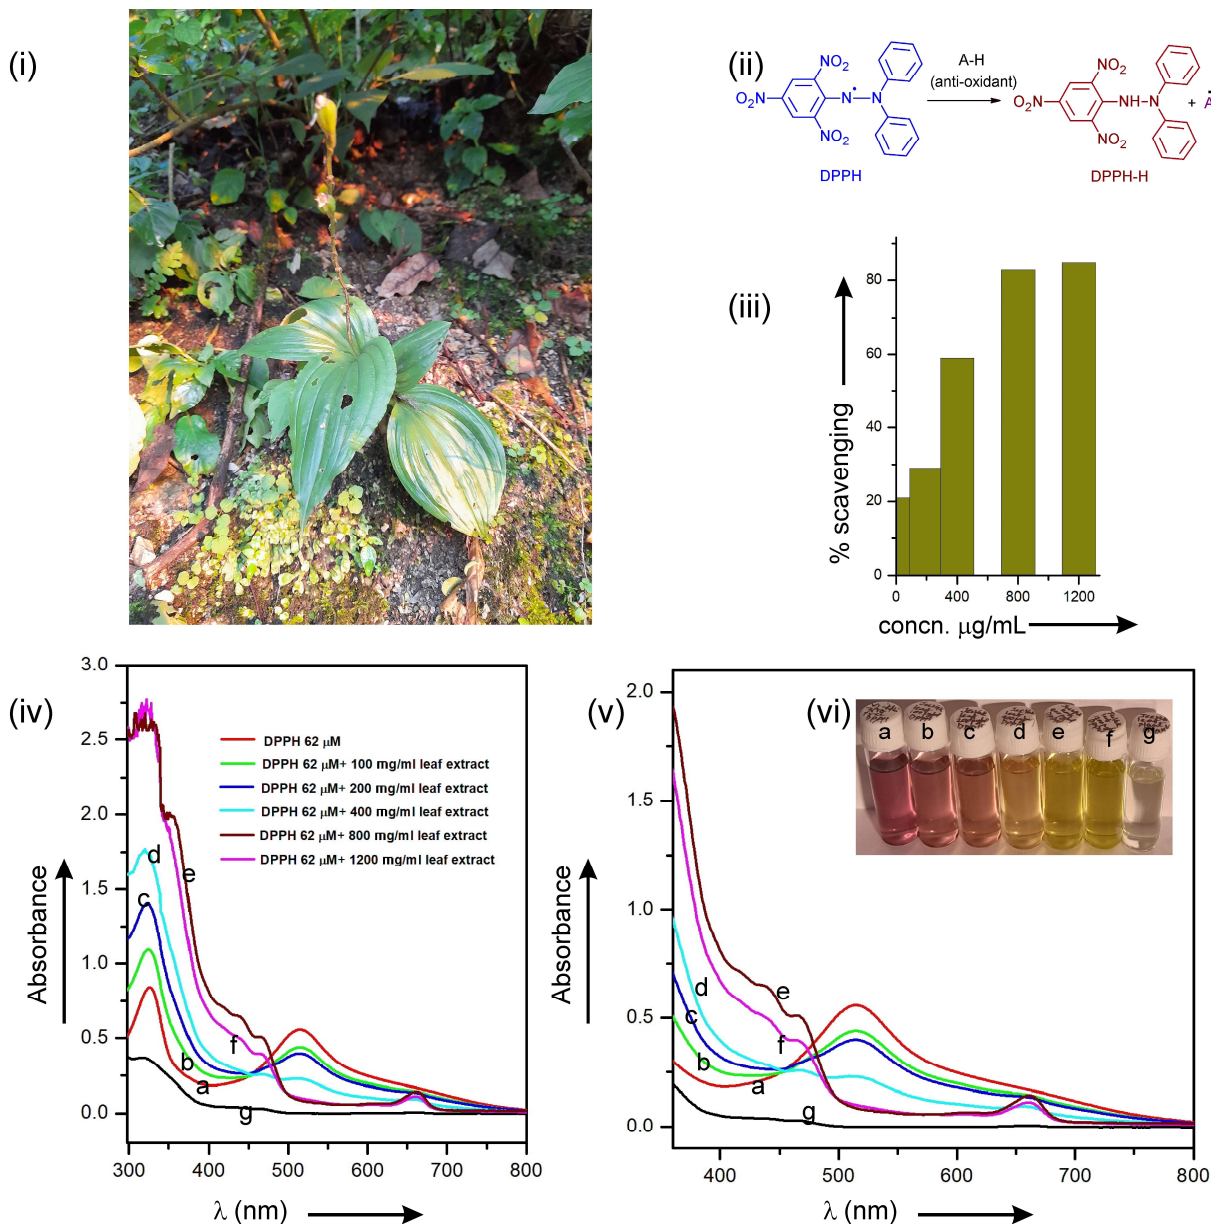 (i)
(ii)
NO₂
O₂N
N
N
NO₂
DPPH
A-H
(anti-oxidant)
NO₂
O₂N
NH
N
NO₂
+ A
DPPH-H
(iii)
80
60
40
20
0
0 400 800 1200
% scavenging
concn. μg/mL
(iv)
3.0
2.5
2.0
1.5
1.0
0.5
0.0
300 400 500 600 700 800
Absorbance
λ (nm)
DPPH 62 μM
DPPH 62 μM+ 100 mg/ml leaf extract
DPPH 62 μM+ 200 mg/ml leaf extract
DPPH 62 μM+ 400 mg/ml leaf extract
DPPH 62 μM+ 800 mg/ml leaf extract
DPPH 62 μM+ 1200 mg/ml leaf extract
d
e
c
f
b
a
g
(v)
2.0
1.5
1.0
0.5
0.0
400 500 600 700 800
Absorbance
λ (nm)
d
e
c
f
b
a
g
(vi)
a b c d e f g